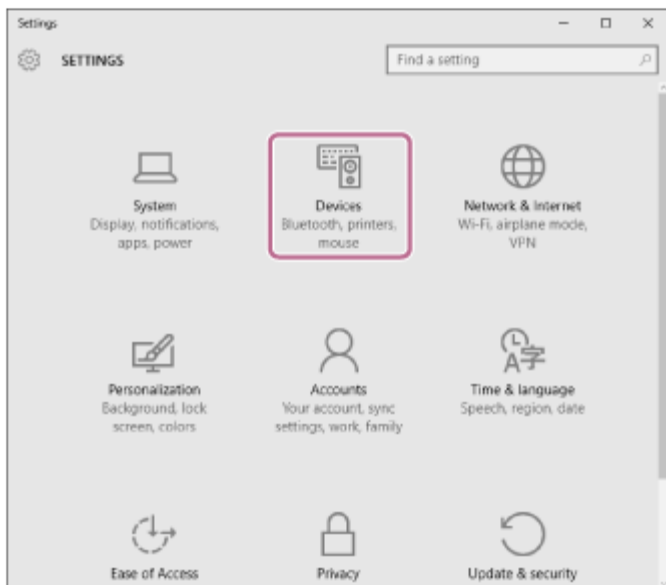 Settings
SETTINGS
Find a setting
System
Display, notifications,
apps, power
Devices
Bluetooth, printers,
mouse
Network & Internet
Wi-Fi, airplane mode,
VPN
Personalization
Background, lock
screen, colors
Accounts
Your account, sync
settings, work, family
Time & language
Speech, region, date
Ease of Access
Privacy
Update & security